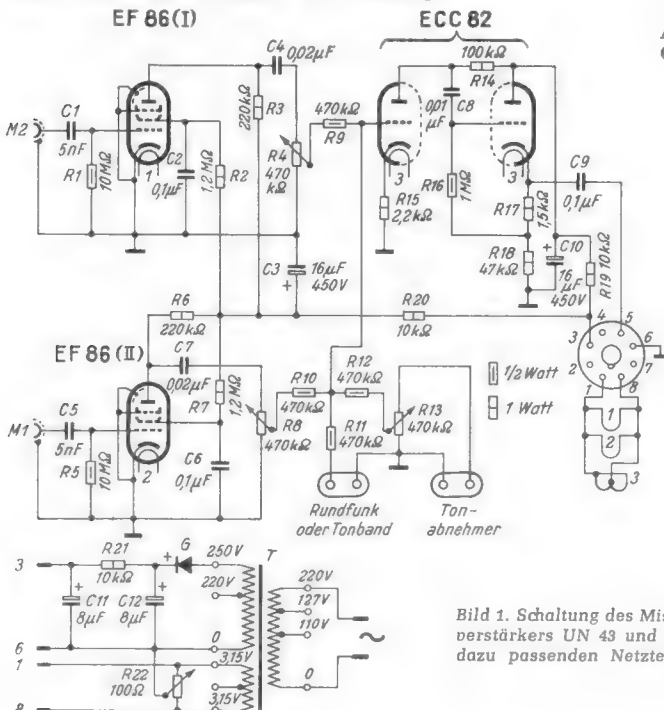 EF 86 (I)
ECC 82
C4
0,02µF
100kΩ
R14
M2
C1
5nF
R1
10MΩ
1
C2
0,1µF
R2
1,2MΩ
220kΩ
R3
R4
470
kΩ
470kΩ
R9
3
R15
2,2kΩ
0,01
µF
C8
R16
1MΩ
3
R17
1,5kΩ
R18
47kΩ
C9
0,1µF
+
C10
16
µF
450V
R19
10kΩ
C3
16µF
+
450V
R6
220kΩ
R20
10kΩ
EF 86 (II)
C7
0,02µF
M1
C5
5nF
R5
10MΩ
2
R7
1,2MΩ
C6
0,1µF
R8
470kΩ
R10
470kΩ
R12
470kΩ
R11
470kΩ
R13
470kΩ
1/2 Watt
1 Watt
4
5
3
6
2
7
1
8
1
2
3
Rundfunk
oder Tonband
Ton-
abnehmer
3
R21
10kΩ
+
G
250V
T
220V
220V
127V
110V
+
C11
8µF
C12
+
8µF
6
0
1
3,15V
0
R22
100Ω
8
3,15V
Bild 1. Schaltung des
verstärkers UN 43 und
dazu passenden